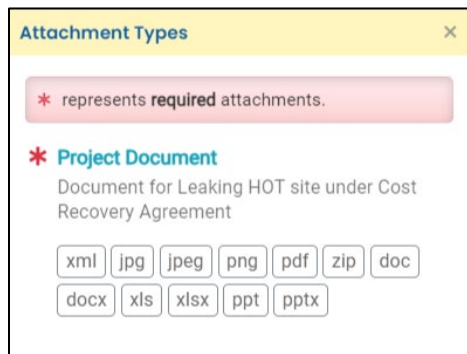 Attachment Types ×
* represents required attachments.
* Project Document
Document for Leaking HOT site under Cost
Recovery Agreement
xml jpg jpeg png pdf zip doc
docx xls xlsx ppt pptx